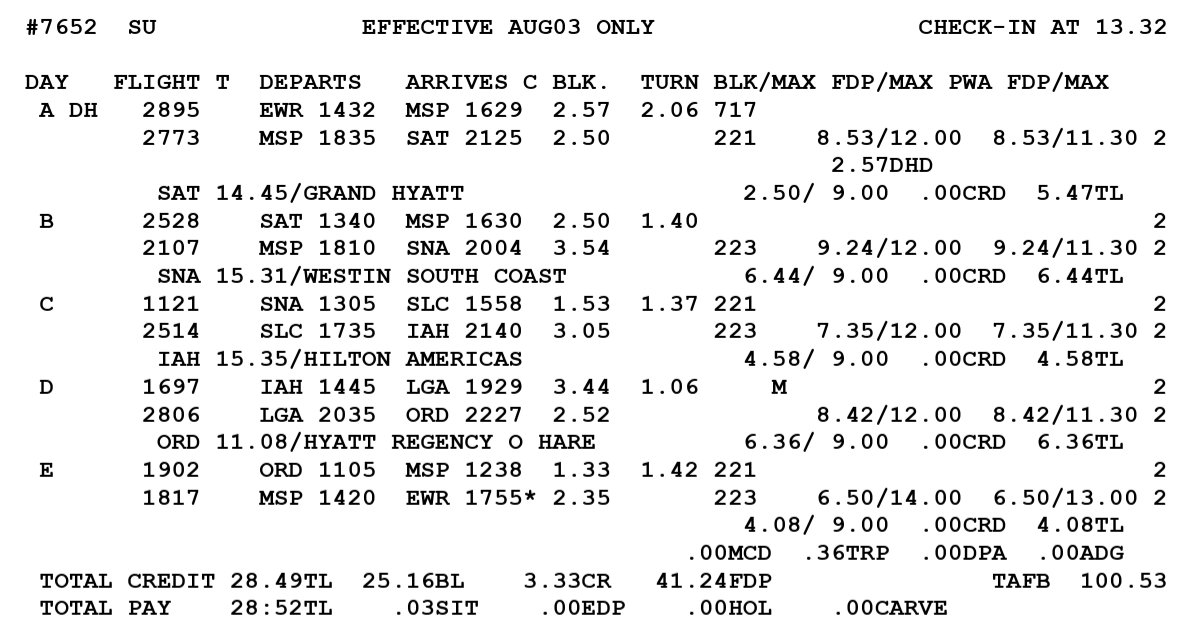 #7652  SU              EFFECTIVE AUG03 ONLY                  CHECK-IN AT 13.32
DAY   FLIGHT T  DEPARTS   ARRIVES C BLK.  TURN BLK/MAX FDP/MAX PWA FDP/MAX
 A DH   2895    EWR 1432  MSP 1629  2.57  2.06 717
        2773    MSP 1835  SAT 2125  2.50       221    8.53/12.00  8.53/11.30 2
                                                       2.57DHD
         SAT 14.45/GRAND HYATT                   2.50/ 9.00  .00CRD  5.47TL
 B      2528    SAT 1340  MSP 1630  2.50  1.40                               2
        2107    MSP 1810  SNA 2004  3.54       223    9.24/12.00  9.24/11.30 2
         SNA 15.31/WESTIN SOUTH COAST            6.44/ 9.00  .00CRD  6.44TL
 C      1121    SNA 1305  SLC 1558  1.53  1.37 221                           2
        2514    SLC 1735  IAH 2140  3.05       223    7.35/12.00  7.35/11.30 2
         IAH 15.35/HILTON AMERICAS               4.58/ 9.00  .00CRD  4.58TL
 D      1697    IAH 1445  LGA 1929  3.44  1.06     M                         2
        2806    LGA 2035  ORD 2227  2.52              8.42/12.00  8.42/11.30 2
         ORD 11.08/HYATT REGENCY O HARE          6.36/ 9.00  .00CRD  6.36TL
 E      1902    ORD 1105  MSP 1238  1.33  1.42 221                           2
        1817    MSP 1420  EWR 1755* 2.35       223    6.50/14.00  6.50/13.00 2
                                                 4.08/ 9.00  .00CRD  4.08TL
                                             .00MCD  .36TRP  .00DPA  .00ADG
 TOTAL CREDIT 28.49TL  25.16BL    3.33CR   41.24FDP               TAFB  100.53
 TOTAL PAY    28:52TL    .03SIT    .00EDP    .00HOL    .00CARVE